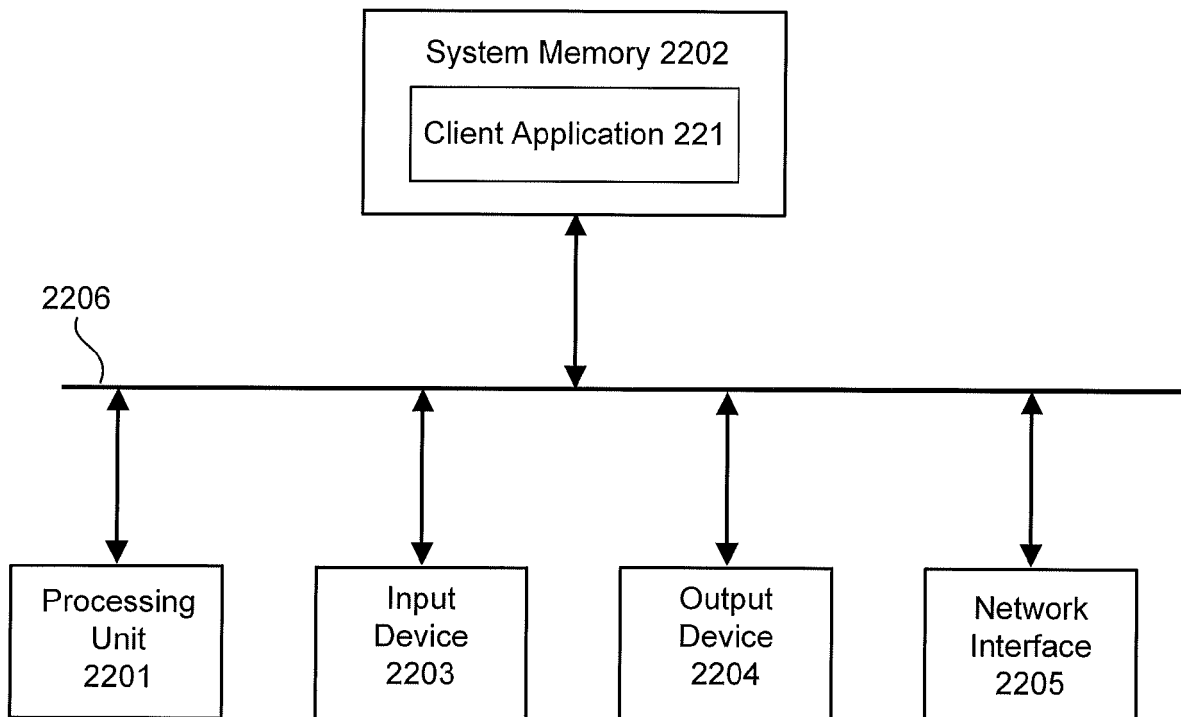 System Memory 2202
Client Application 221
2206
Processing
Unit
2201
Input
Device
2203
Output
Device
2204
Network
Interface
2205